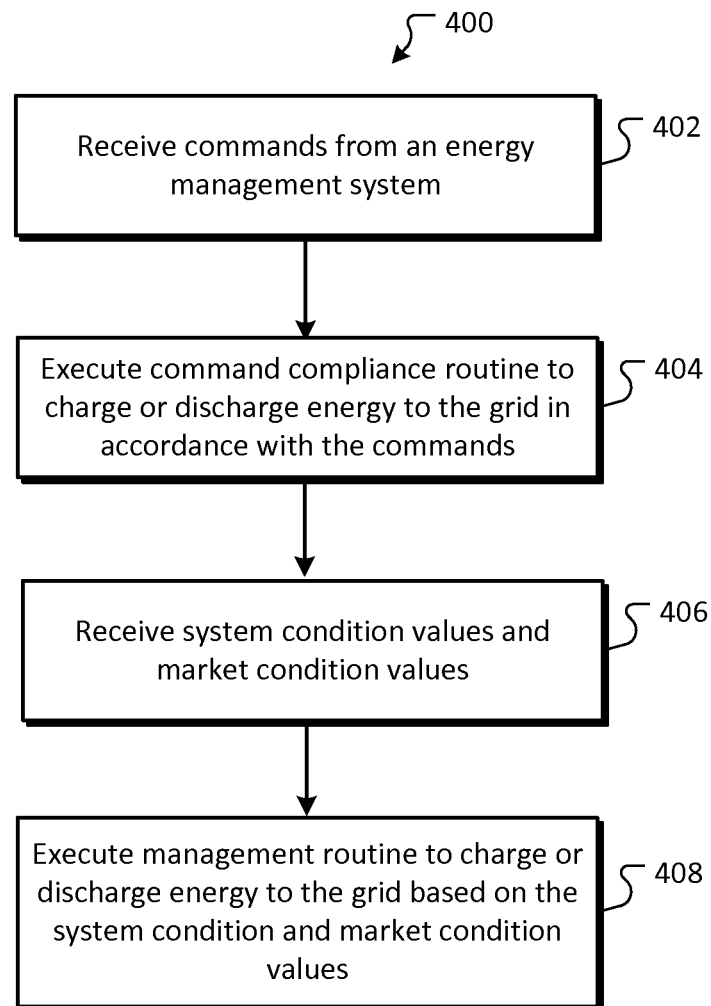 400
Receive commands from an energy
management system
402
Execute command compliance routine to
charge or discharge energy to the grid in
accordance with the commands
404
Receive system condition values and
market condition values
406
Execute management routine to charge or
discharge energy to the grid based on the
system condition and market condition
values
408